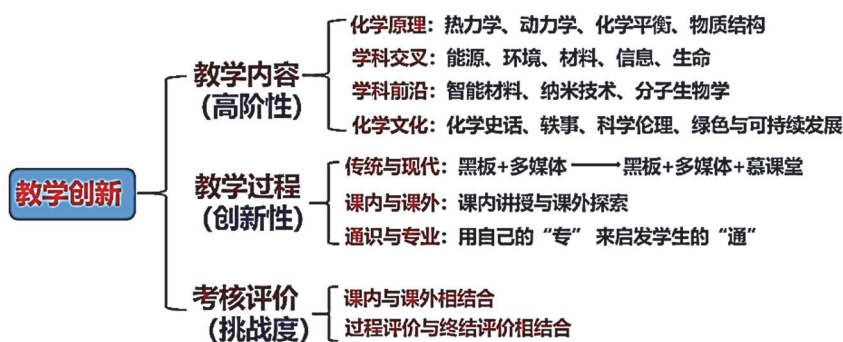 教学创新
教学内容
(高阶性)
化学原理：热力学、动力学、化学平衡、物质结构
学科交叉：能源、环境、材料、信息、生命
学科前沿：智能材料、纳米技术、分子生物学
化学文化：化学史话、轶事、科学伦理、绿色与可持续发展
教学过程
(创新性)
传统与现代：黑板+多媒体 → 黑板+多媒体+慕课堂
课内与课外：课内讲授与课外探索
通识与专业：用自己的“专” 来启发学生的“通”
考核评价
(挑战度)
课内与课外相结合
过程评价与终结评价相结合